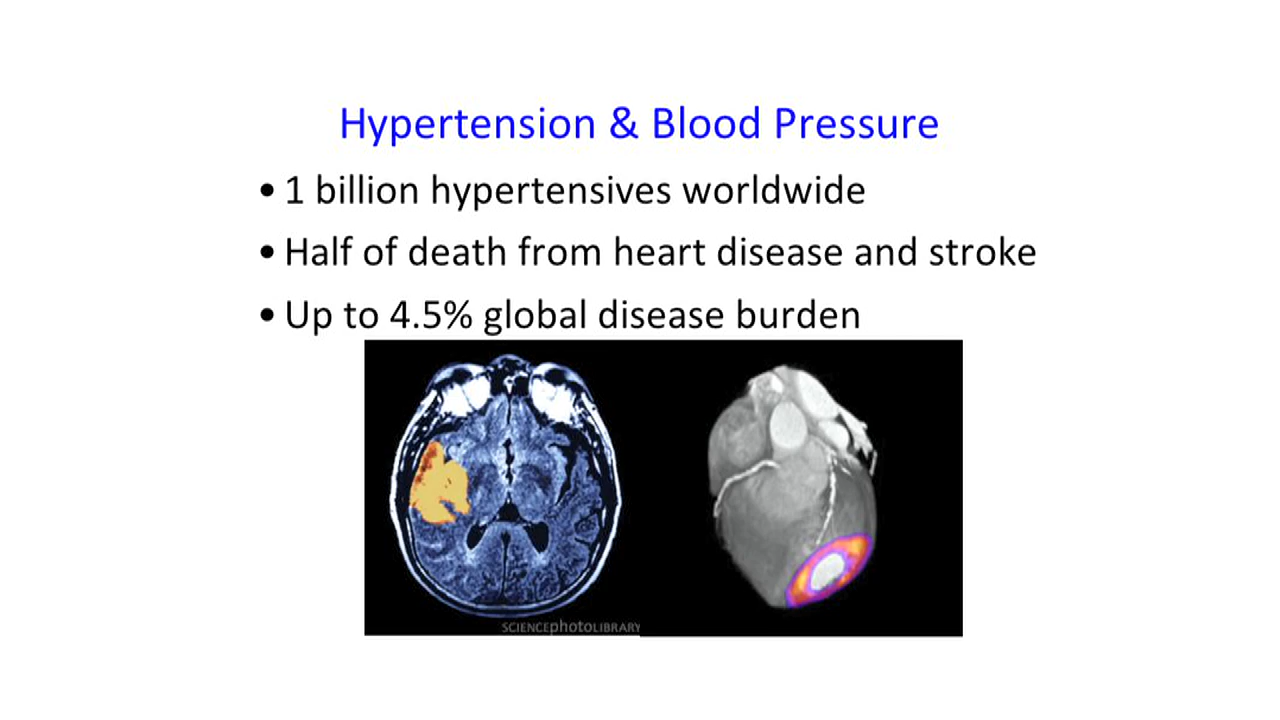 Hypertension & Blood Pressure
• 1 billion hypertensives worldwide
• Half of death from heart disease and stroke
• Up to 4.5% global disease burden
SCIENCEphotoLIBRARY